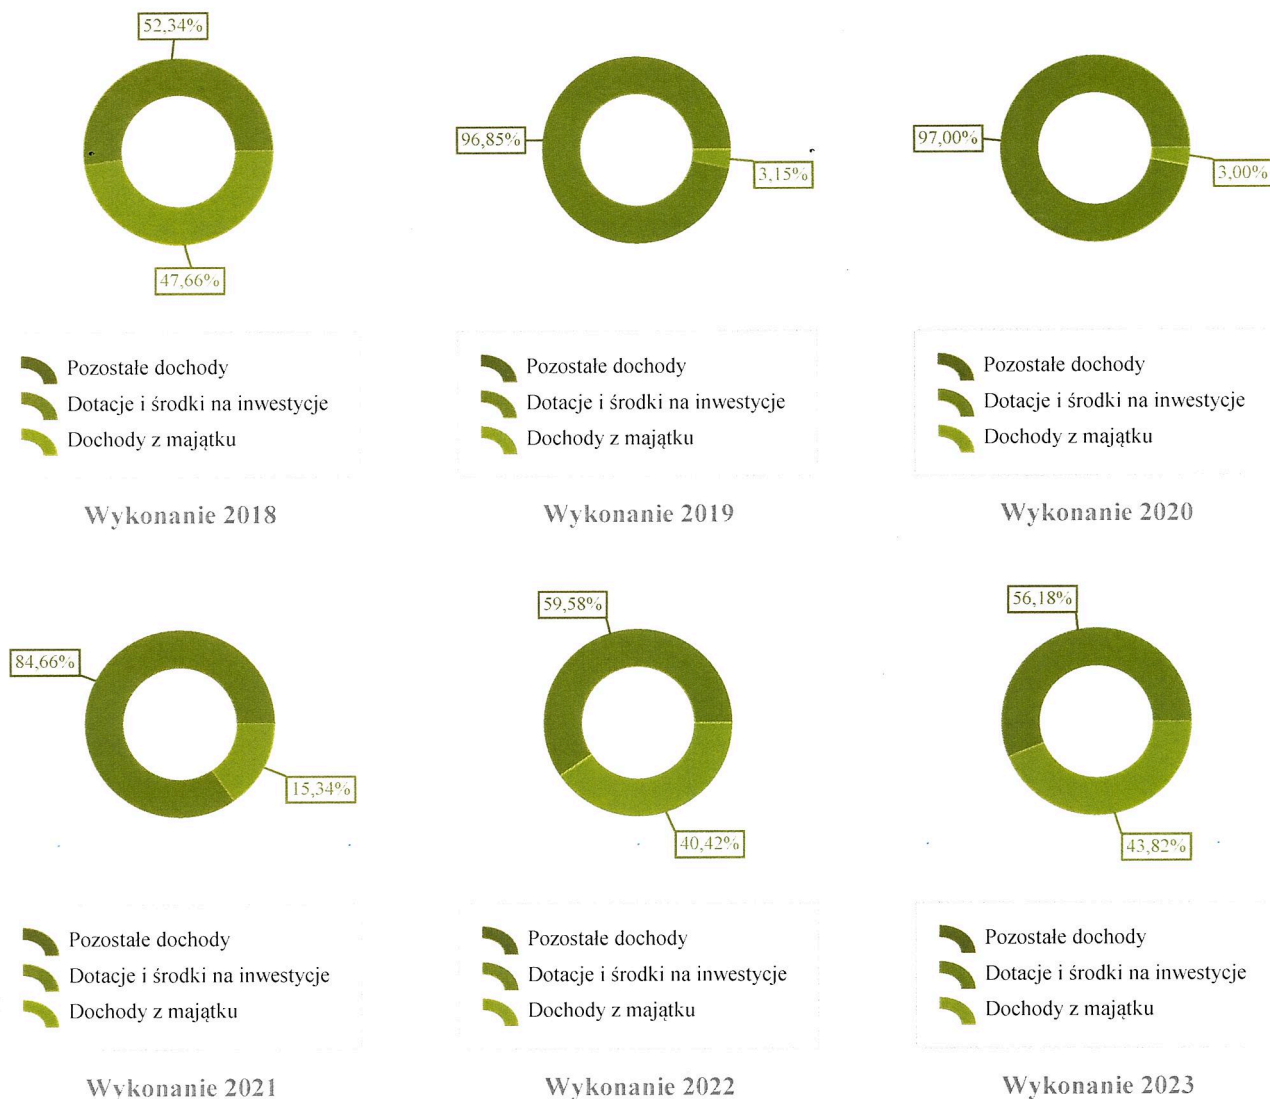 52,34%
47,66%
Pozostałe dochody
Dotacje i środki na inwestycje
Dochody z majątku
Wykonanie 2018
96,85%
3,15%
Pozostałe dochody
Dotacje i środki na inwestycje
Dochody z majątku
Wykonanie 2019
97,00%
3,00%
Pozostałe dochody
Dotacje i środki na inwestycje
Dochody z majątku
Wykonanie 2020
84,66%
15,34%
Pozostałe dochody
Dotacje i środki na inwestycje
Dochody z majątku
Wykonanie 2021
59,58%
40,42%
Pozostałe dochody
Dotacje i środki na inwestycje
Dochody z majątku
Wykonanie 2022
56,18%
43,82%
Pozostałe dochody
Dotacje i środki na inwestycje
Dochody z majątku
Wykonanie 2023